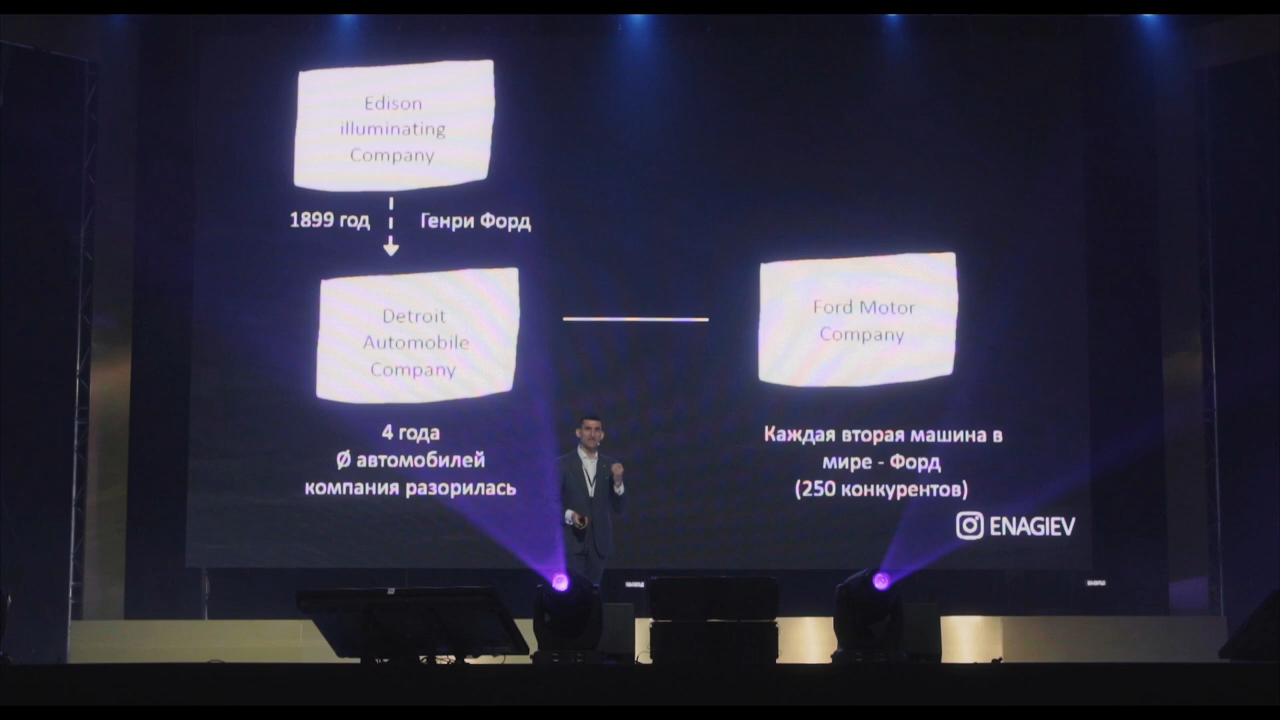 Edison
illuminating
Company
1899 год
Генри Форд
Detroit
Automobile
Company
4 года
Ø автомобилей
компания разорилась
Ford Motor
Company
Каждая вторая машина в
мире - Форд
(250 конкурентов)
ENAGIEV